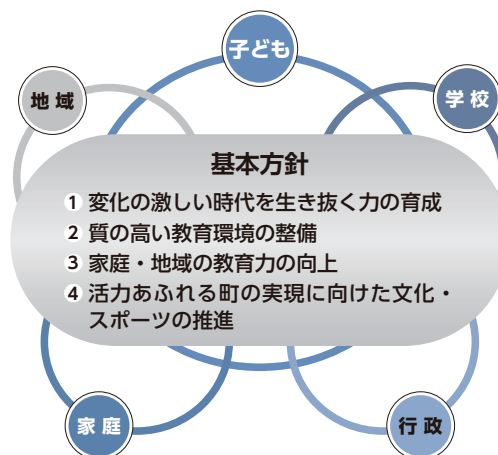 子ども
地域
学校
基本方針
1 変化の激しい時代を生き抜く力の育成
2 質の高い教育環境の整備
3 家庭・地域の教育力の向上
4 活力あふれる町の実現に向けた文化・
スポーツの推進
家庭
行政